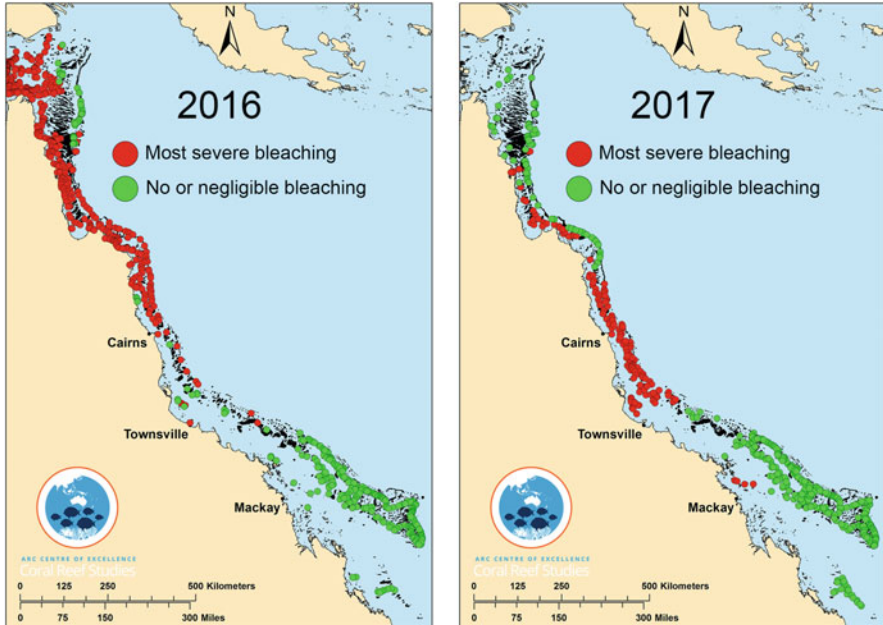 N
2016
Most severe bleaching
No or negligible bleaching
Cairns
Townsville
Mackay
ARC CENTRE OF EXCELLENCE
Coral Reef Studies
0 125 250 500 Kilometers
0 75 150 300 Miles
N
2017
Most severe bleaching
No or negligible bleaching
Cairns
Townsville
Mackay
ARC CENTRE OF EXCELLENCE
Coral Reef Studies
0 125 250 500 Kilometers
0 75 150 300 Miles